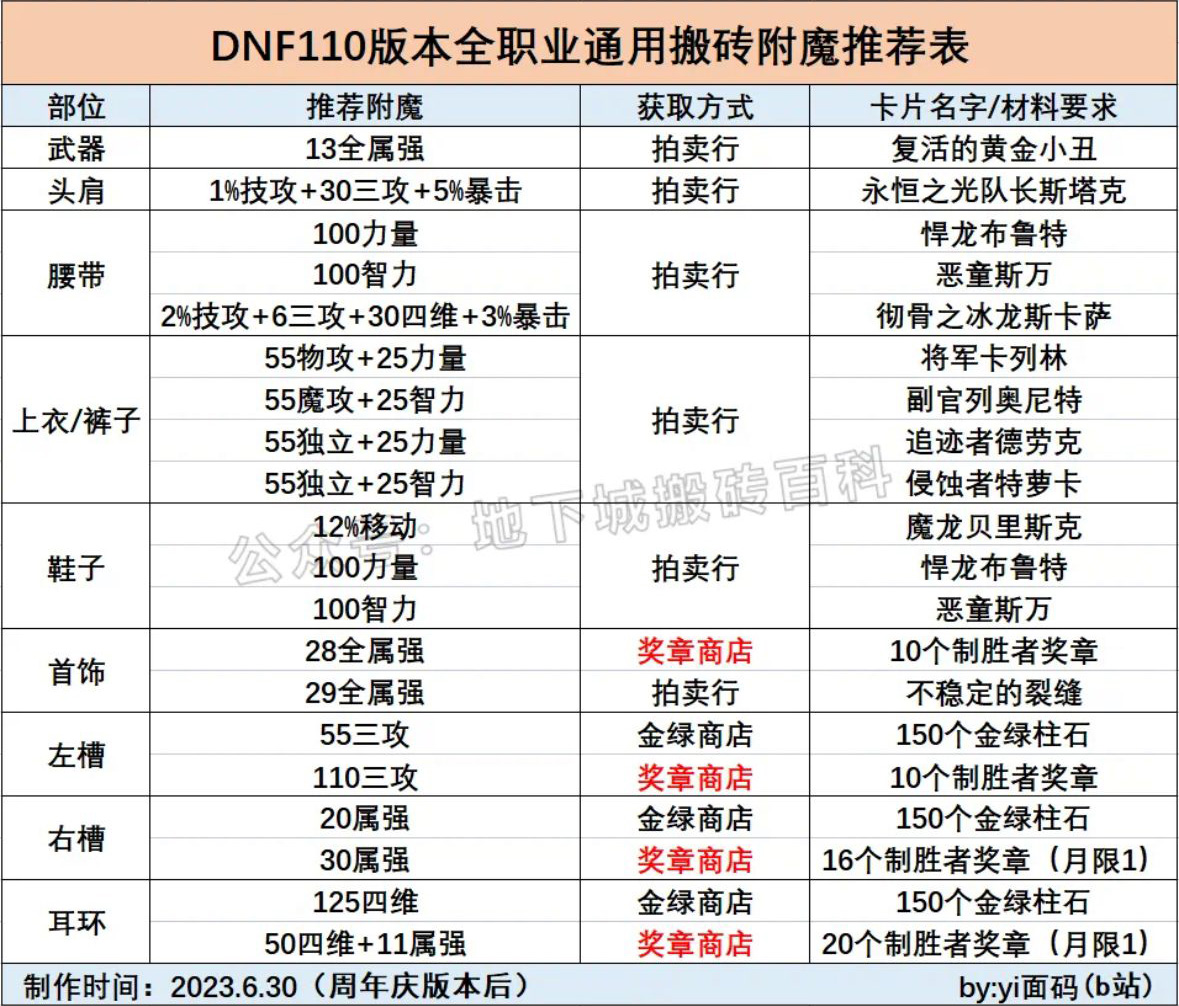 DNF110版本全职业通用搬砖附魔推荐表
部位 推荐附魔 获取方式 卡片名字/材料要求
武器 13全属强 拍卖行 复活的黄金小丑
头肩 1%技攻+30三攻+5%暴击 拍卖行 永恒之光队长斯塔克
腰带 100力量 拍卖行 悍龙布鲁特
100智力 恶童斯万
2%技攻+6三攻+30四维+3%暴击 彻骨之冰龙斯卡萨
上衣/裤子 55物攻+25力量 拍卖行 将军卡列林
55魔攻+25智力 副官列奥尼特
55独立+25力量 追迹者德劳克
55独立+25智力 侵蚀者特萝卡
公众号：地下城搬砖百科
鞋子 12%移动 拍卖行 魔龙贝里斯克
100力量 悍龙布鲁特
100智力 恶童斯万
首饰 28全属强 奖章商店 10个制胜者奖章
29全属强 拍卖行 不稳定的裂缝
左槽 55三攻 金绿商店 150个金绿柱石
110三攻 奖章商店 10个制胜者奖章
右槽 20属强 金绿商店 150个金绿柱石
30属强 奖章商店 16个制胜者奖章（月限1）
耳环 125四维 金绿商店 150个金绿柱石
50四维+11属强 奖章商店 20个制胜者奖章（月限1）
制作时间：2023.6.30（周年庆版本后） by:yi面码(b站)